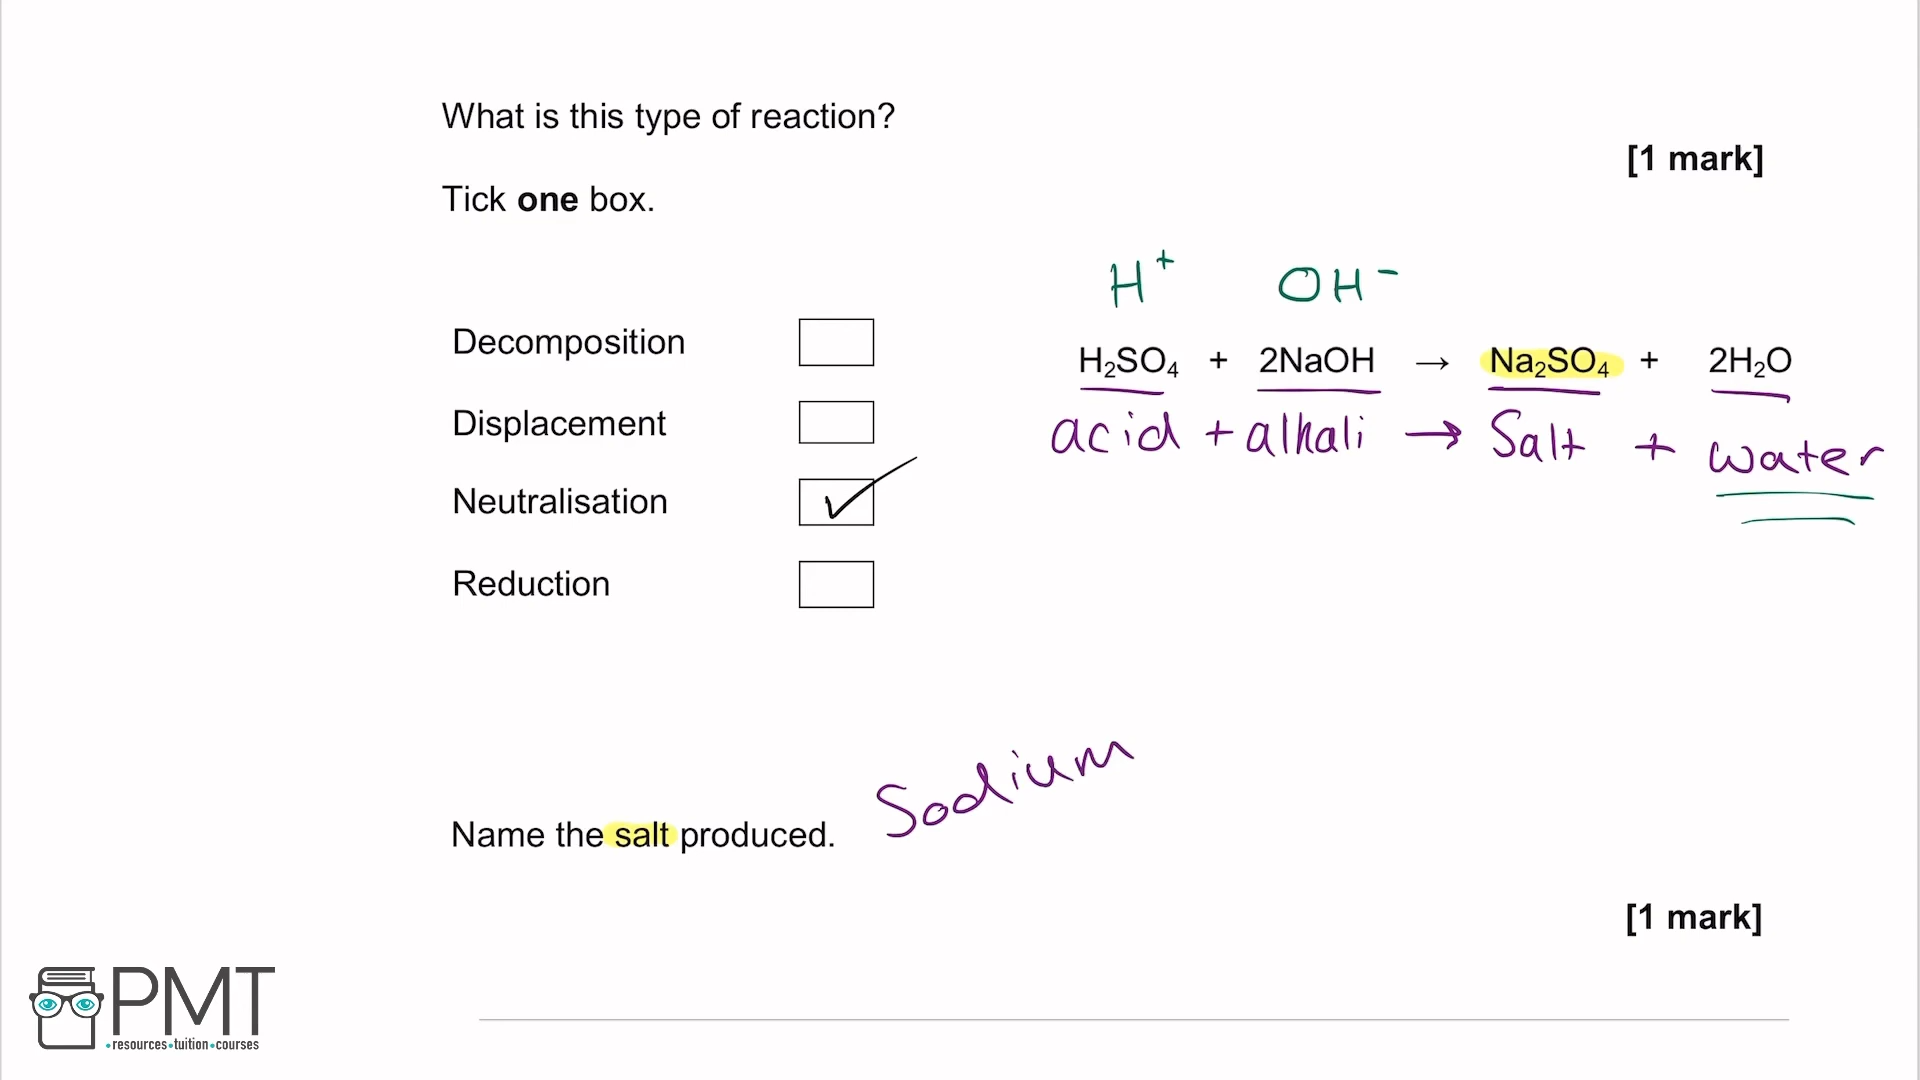 What is this type of reaction?
[1 mark]
Tick one box.
H⁺ OH⁻
Decomposition
H₂SO₄ + 2NaOH → Na₂SO₄ + 2H₂O
Displacement
acid + alkali → Salt + water
Neutralisation ✓
Reduction
Sodium
Name the salt produced.
[1 mark]
PMT
•resources•tuition•courses